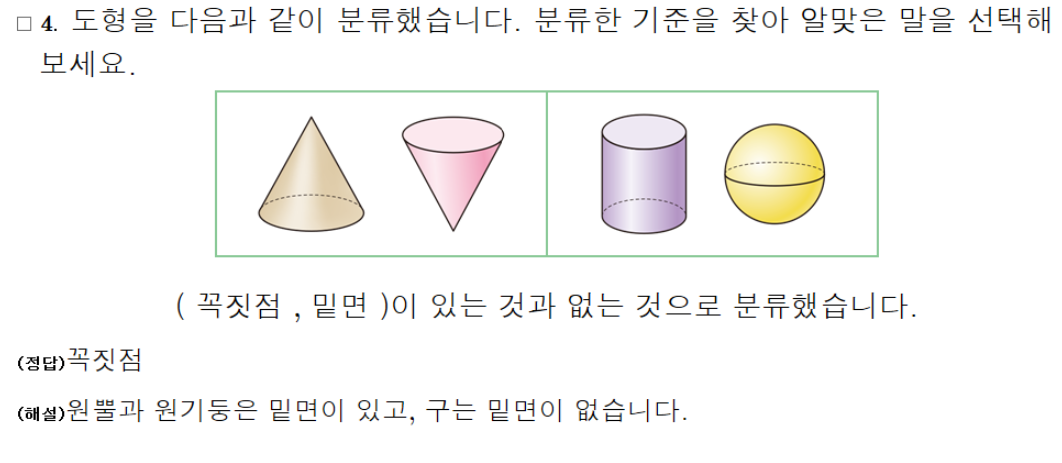 □ 4. 도형을 다음과 같이 분류했습니다. 분류한 기준을 찾아 알맞은 말을 선택해
보세요.
( 꼭짓점 , 밑면 )이 있는 것과 없는 것으로 분류했습니다.
(정답)꼭짓점
(해설)원뿔과 원기둥은 밑면이 있고, 구는 밑면이 없습니다.